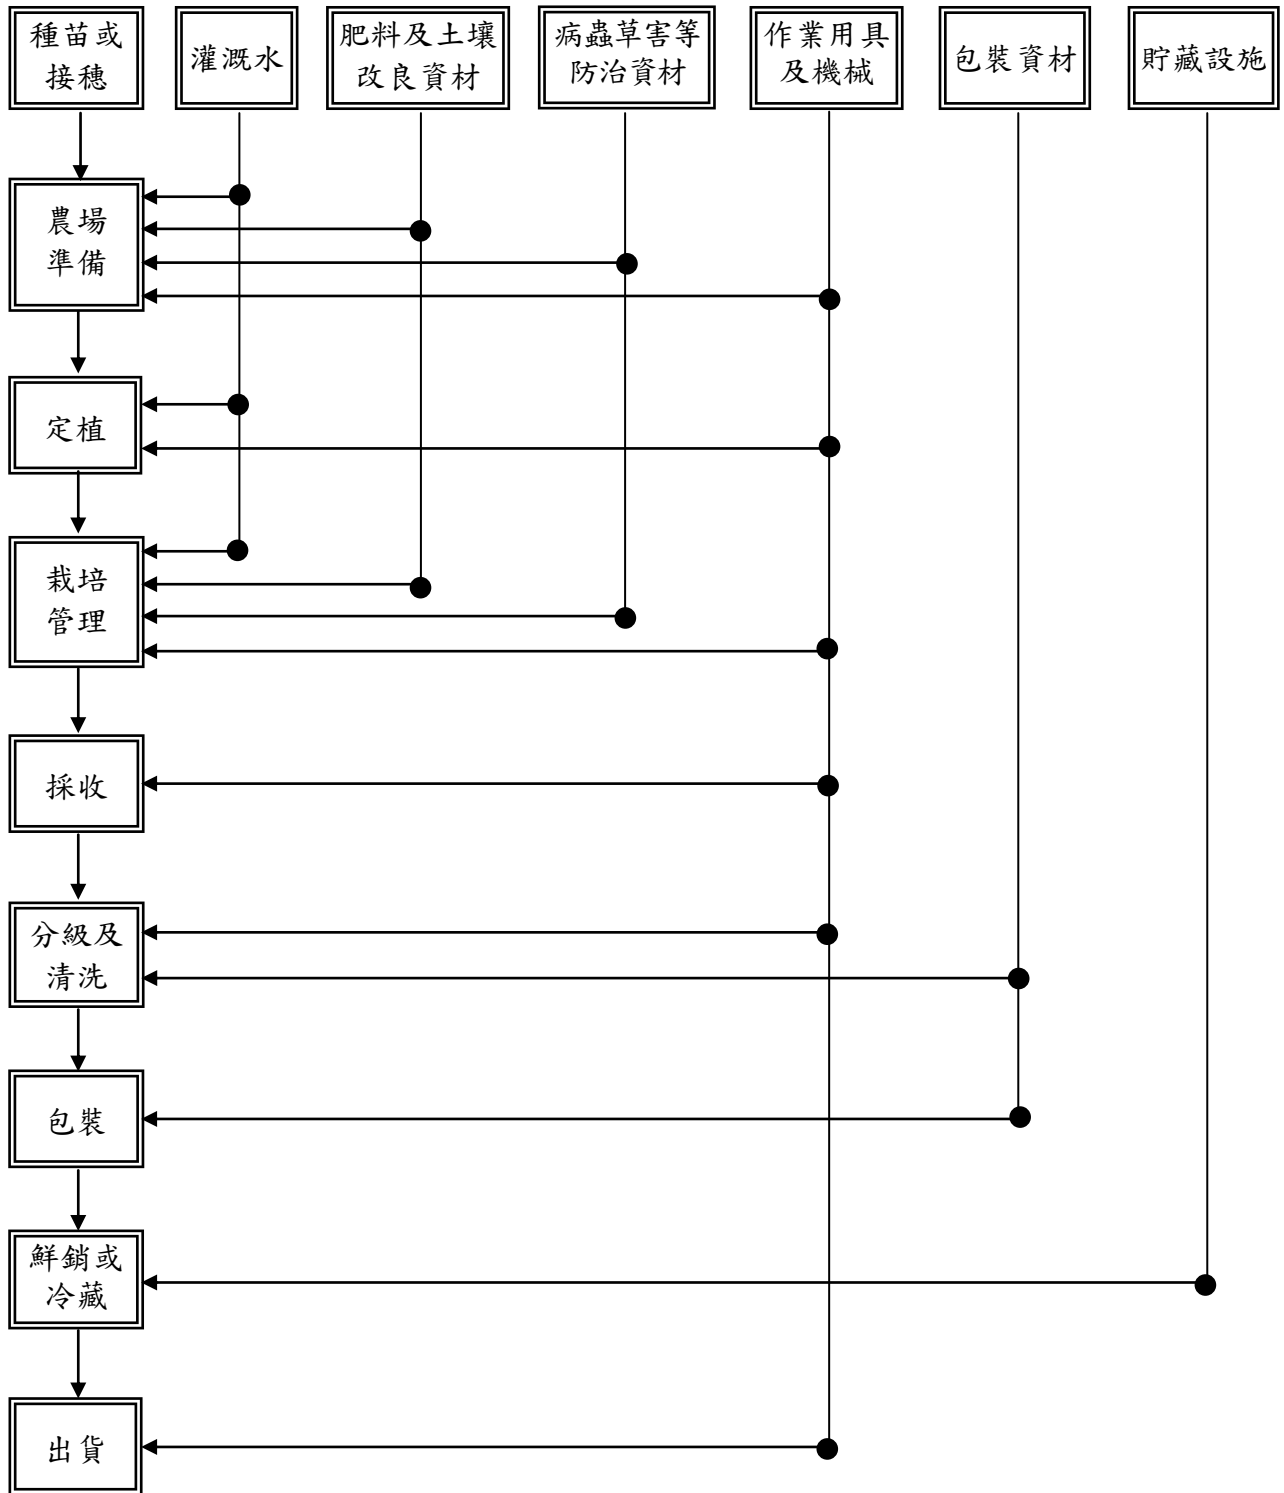 種苗或
接穗
灌溉水
肥料及土壤
改良資材
病蟲草害等
防治資材
作業用具
及機械
包裝資材
貯藏設施
農場
準備
定植
栽培
管理
採收
分級及
清洗
包裝
鮮銷或
冷藏
出貨